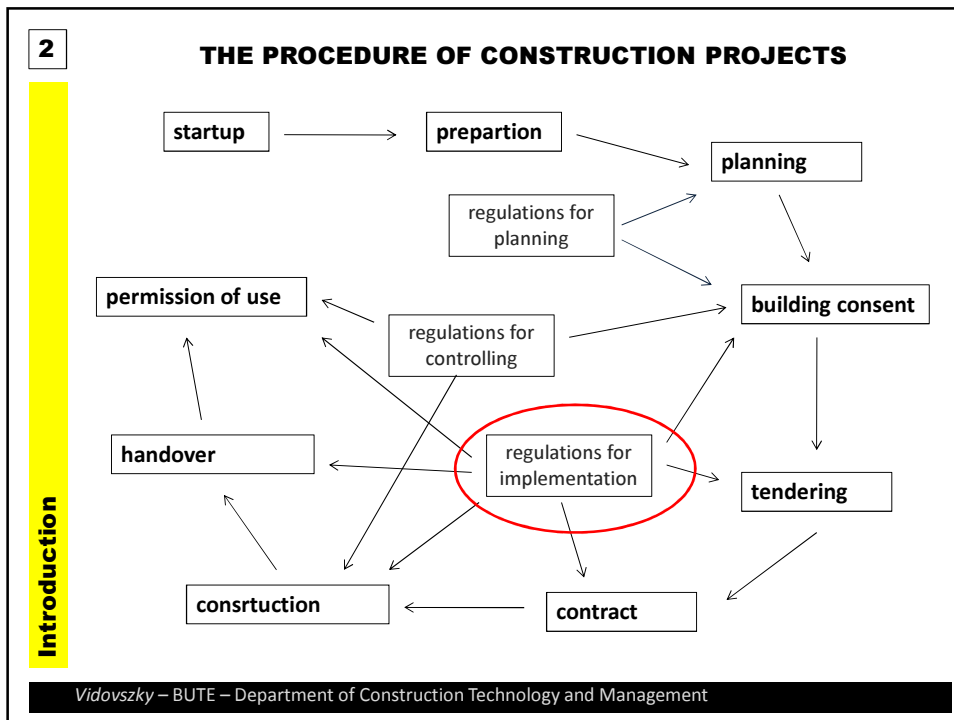 2
THE PROCEDURE OF CONSTRUCTION PROJECTS
startup
prepartion
planning
regulations for
planning
permission of use
building consent
regulations for
controlling
handover
regulations for
implementation
tendering
consrtuction
contract
Introduction
Vidovszky – BUTE – Department of Construction Technology and Management